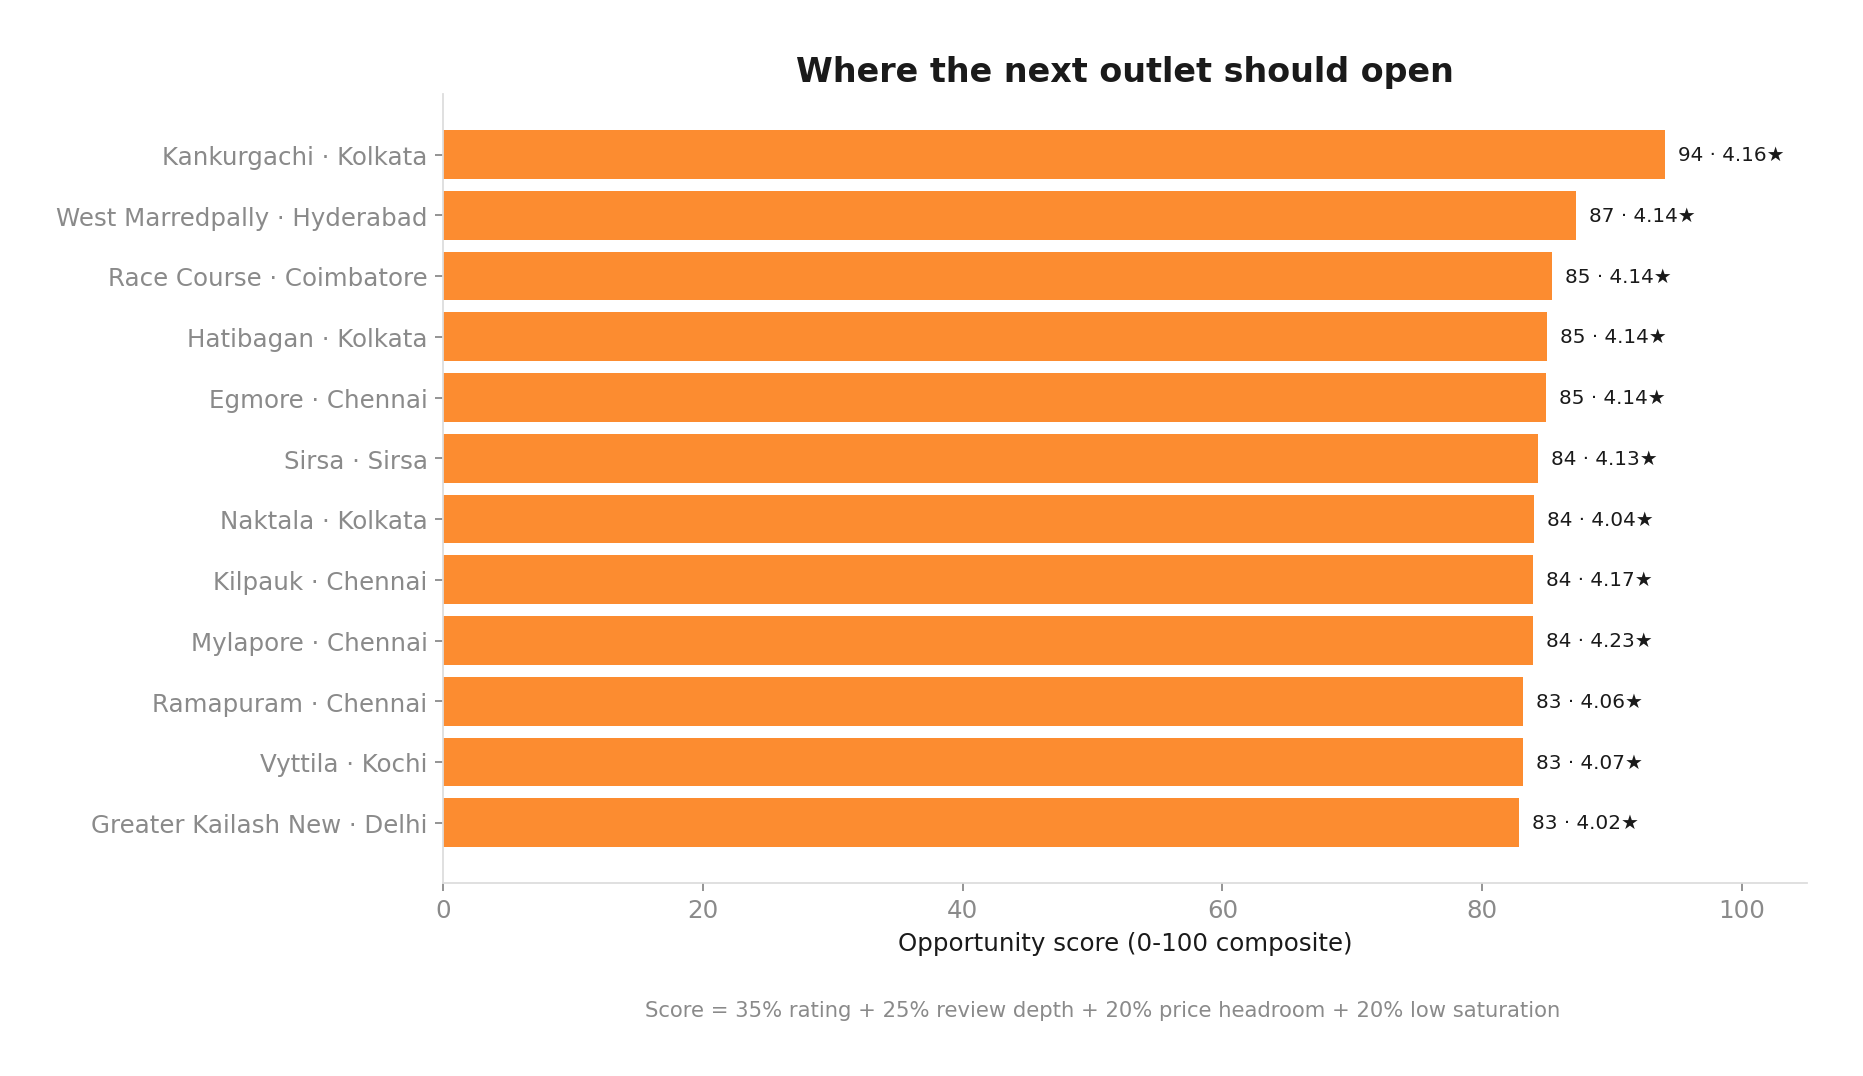 Where the next outlet should open
Kankurgachi · Kolkata 94 · 4.16★
West Marredpally · Hyderabad 87 · 4.14★
Race Course · Coimbatore 85 · 4.14★
Hatibagan · Kolkata 85 · 4.14★
Egmore · Chennai 85 · 4.14★
Sirsa · Sirsa 84 · 4.13★
Naktala · Kolkata 84 · 4.04★
Kilpauk · Chennai 84 · 4.17★
Mylapore · Chennai 84 · 4.23★
Ramapuram · Chennai 83 · 4.06★
Vyttila · Kochi 83 · 4.07★
Greater Kailash New · Delhi 83 · 4.02★
0 20 40 60 80 100
Opportunity score (0-100 composite)
Score = 35% rating + 25% review depth + 20% price headroom + 20% low saturation